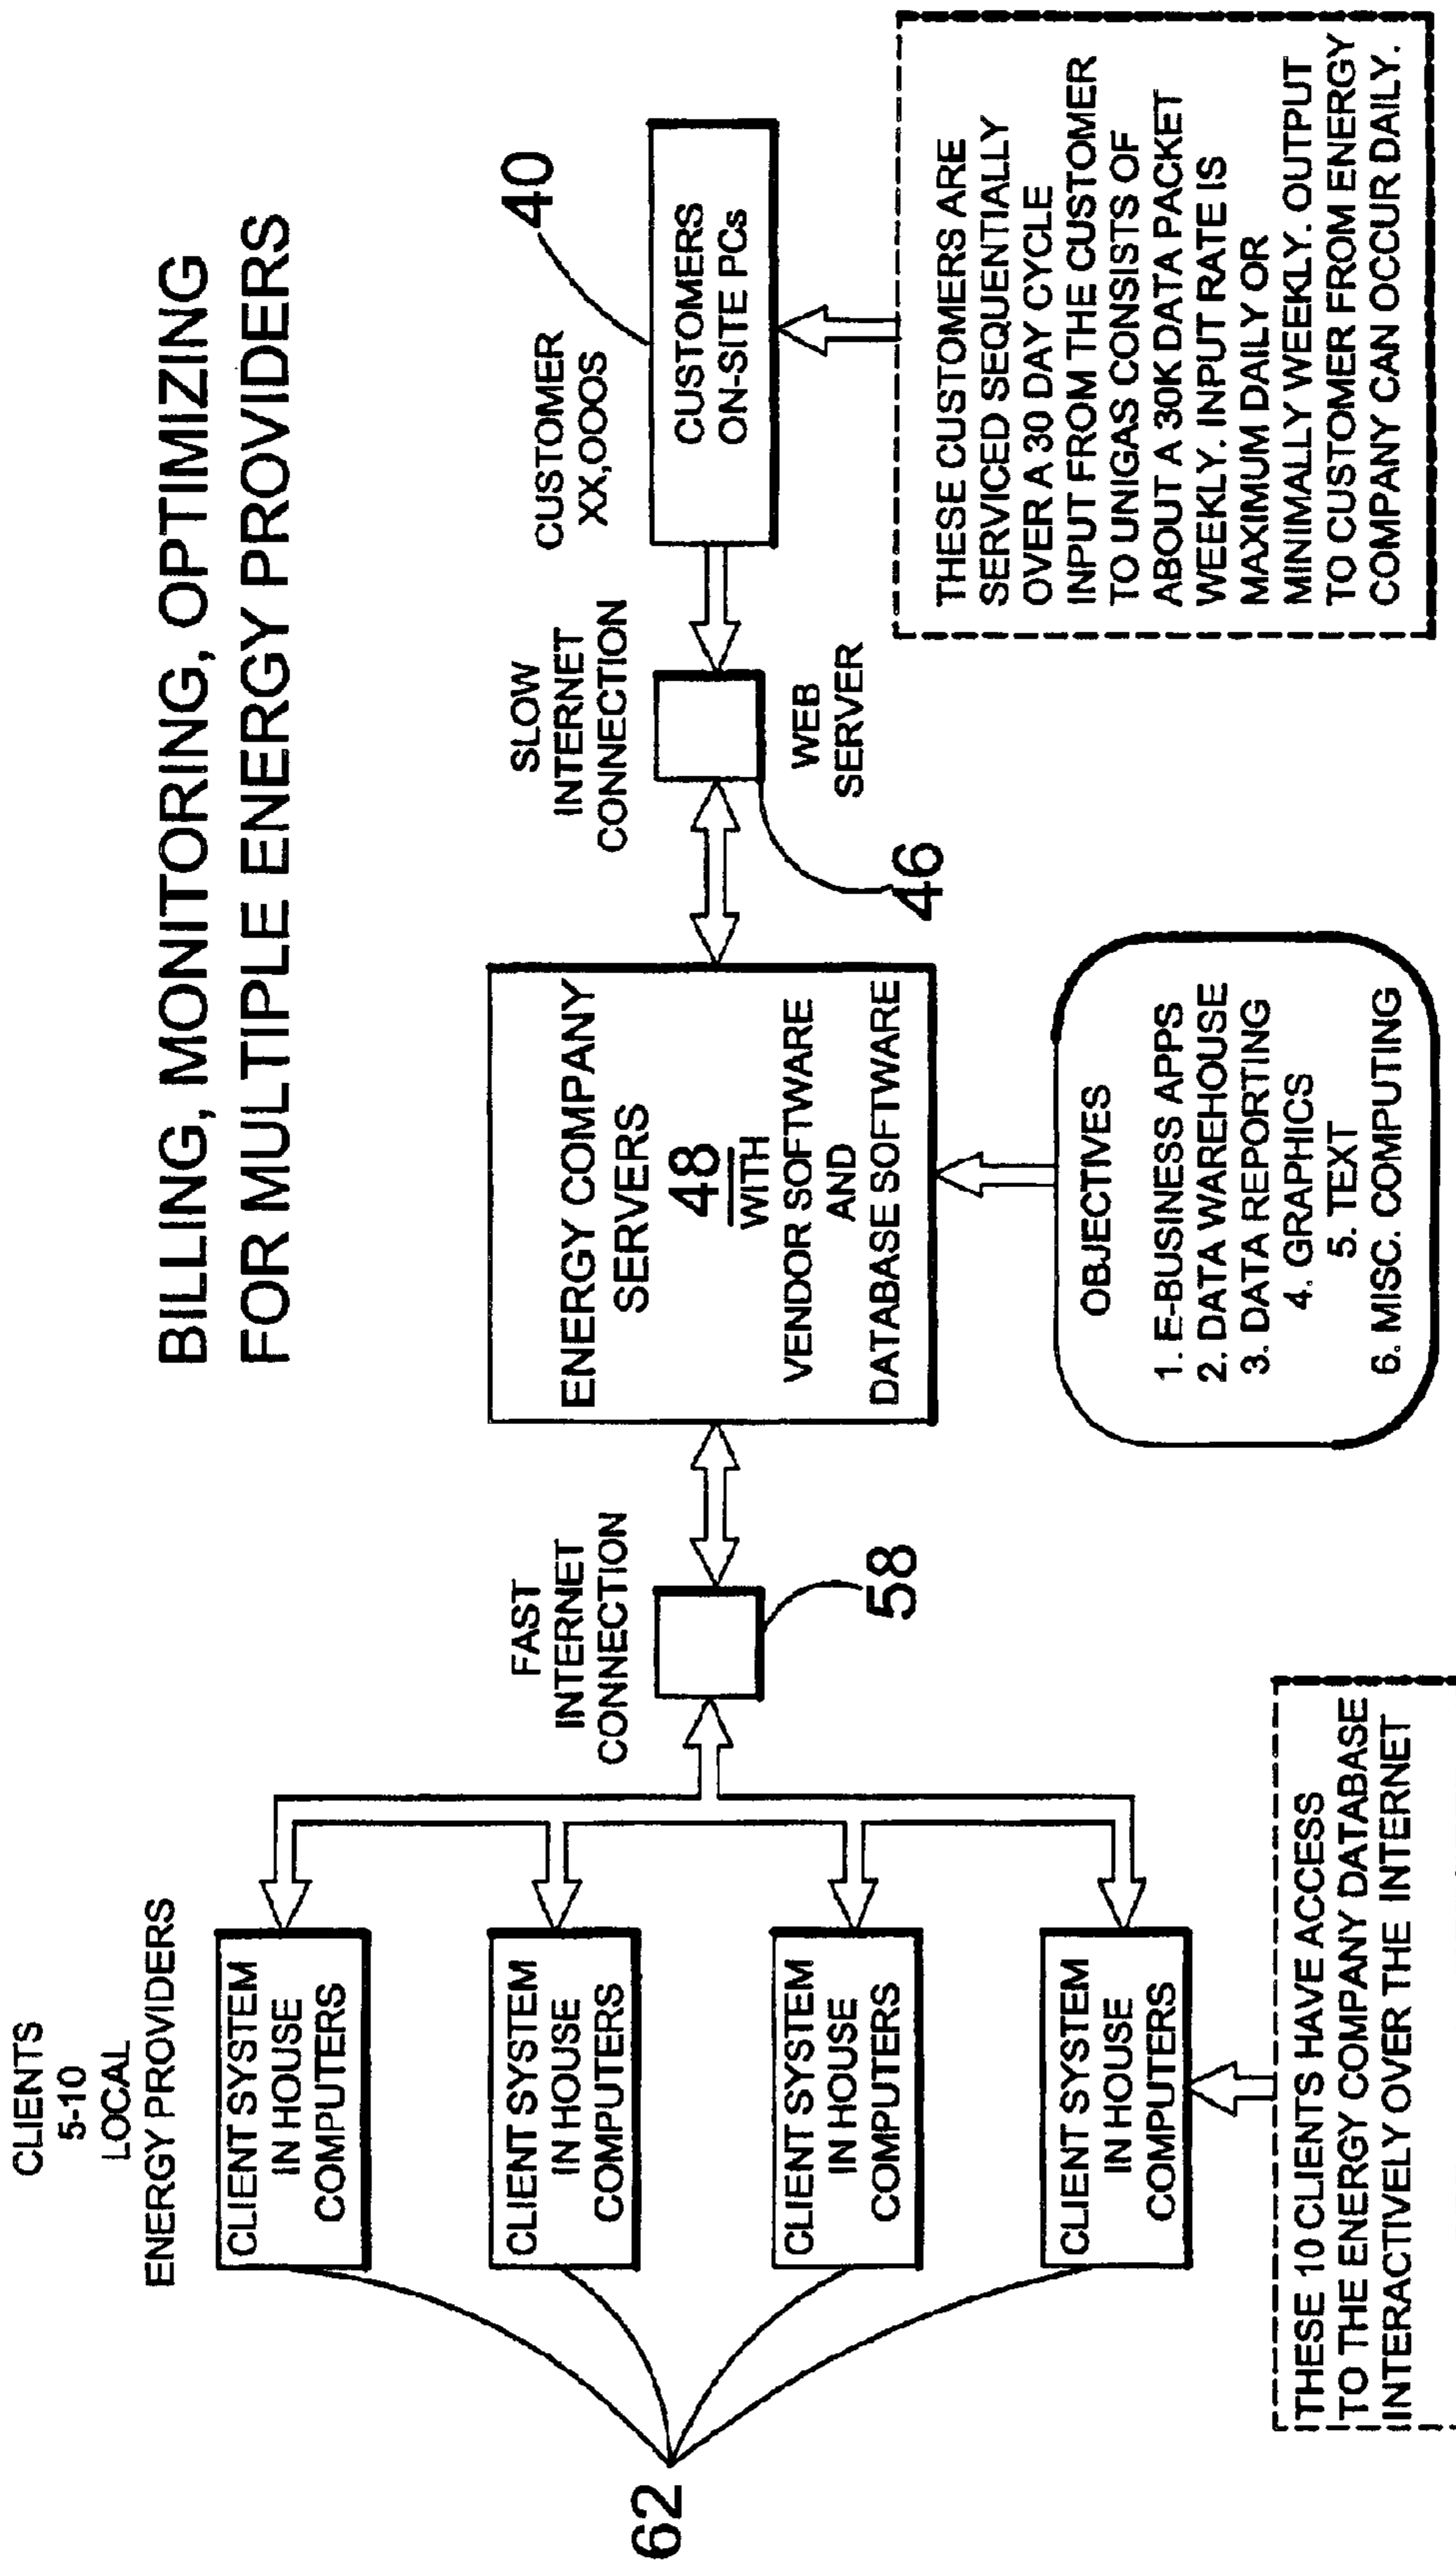 BILLING, MONITORING, OPTIMIZING
FOR MULTIPLE ENERGY PROVIDERS
CLIENTS
5-10
LOCAL
ENERGY PROVIDERS
CLIENT SYSTEM
IN HOUSE
COMPUTERS
CLIENT SYSTEM
IN HOUSE
COMPUTERS
CLIENT SYSTEM
IN HOUSE
COMPUTERS
CLIENT SYSTEM
IN HOUSE
COMPUTERS
62
THESE 10 CLIENTS HAVE ACCESS
TO THE ENERGY COMPANY DATABASE
INTERACTIVELY OVER THE INTERNET
FAST
INTERNET
CONNECTION
58
ENERGY COMPANY
SERVERS
48
WITH
VENDOR SOFTWARE
AND
DATABASE SOFTWARE
OBJECTIVES
1. E-BUSINESS APPS
2. DATA WAREHOUSE
3. DATA REPORTING
4. GRAPHICS
5. TEXT
6. MISC. COMPUTING
SLOW
INTERNET
CONNECTION
WEB
SERVER
46
CUSTOMER
XX,OOOS
40
CUSTOMERS
ON-SITE PCs
THESE CUSTOMERS ARE
SERVICED SEQUENTIALLY
OVER A 30 DAY CYCLE
INPUT FROM THE CUSTOMER
TO UNIGAS CONSISTS OF
ABOUT A 30K DATA PACKET
WEEKLY. INPUT RATE IS
MAXIMUM DAILY OR
MINIMALLY WEEKLY. OUTPUT
TO CUSTOMER FROM ENERGY
COMPANY CAN OCCUR DAILY.